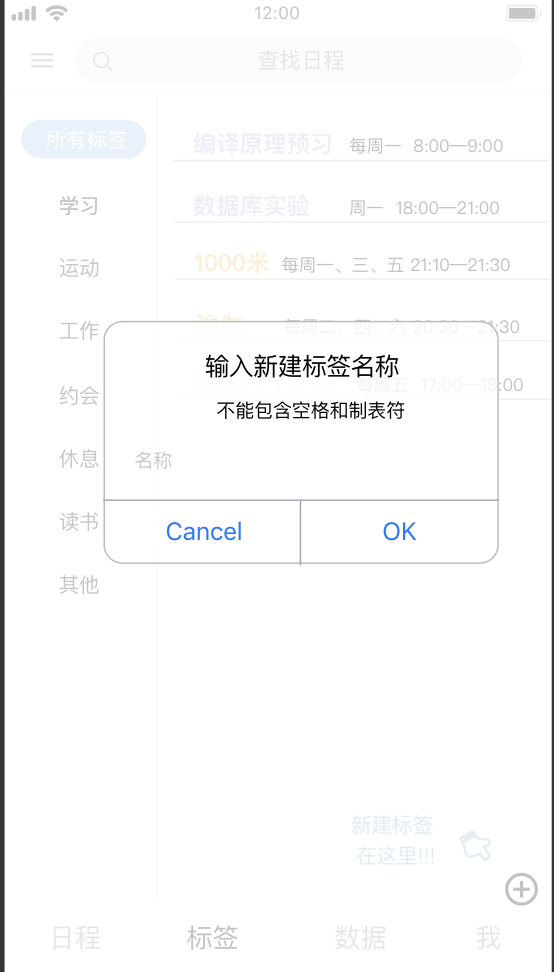 12:00
查找日程
所有标签
学习
运动
工作
约会
休息
读书
其他
编译原理预习 每周一 8:00—9:00
数据库实验 周一 18:00—21:00
1000米 每周一、三、五 21:10—21:30
瑜伽 每周二、四、六 20:30—21:30
每周五 17:00—18:00
输入新建标签名称
不能包含空格和制表符
名称
Cancel
OK
新建标签
在这里!!!
日程
标签
数据
我